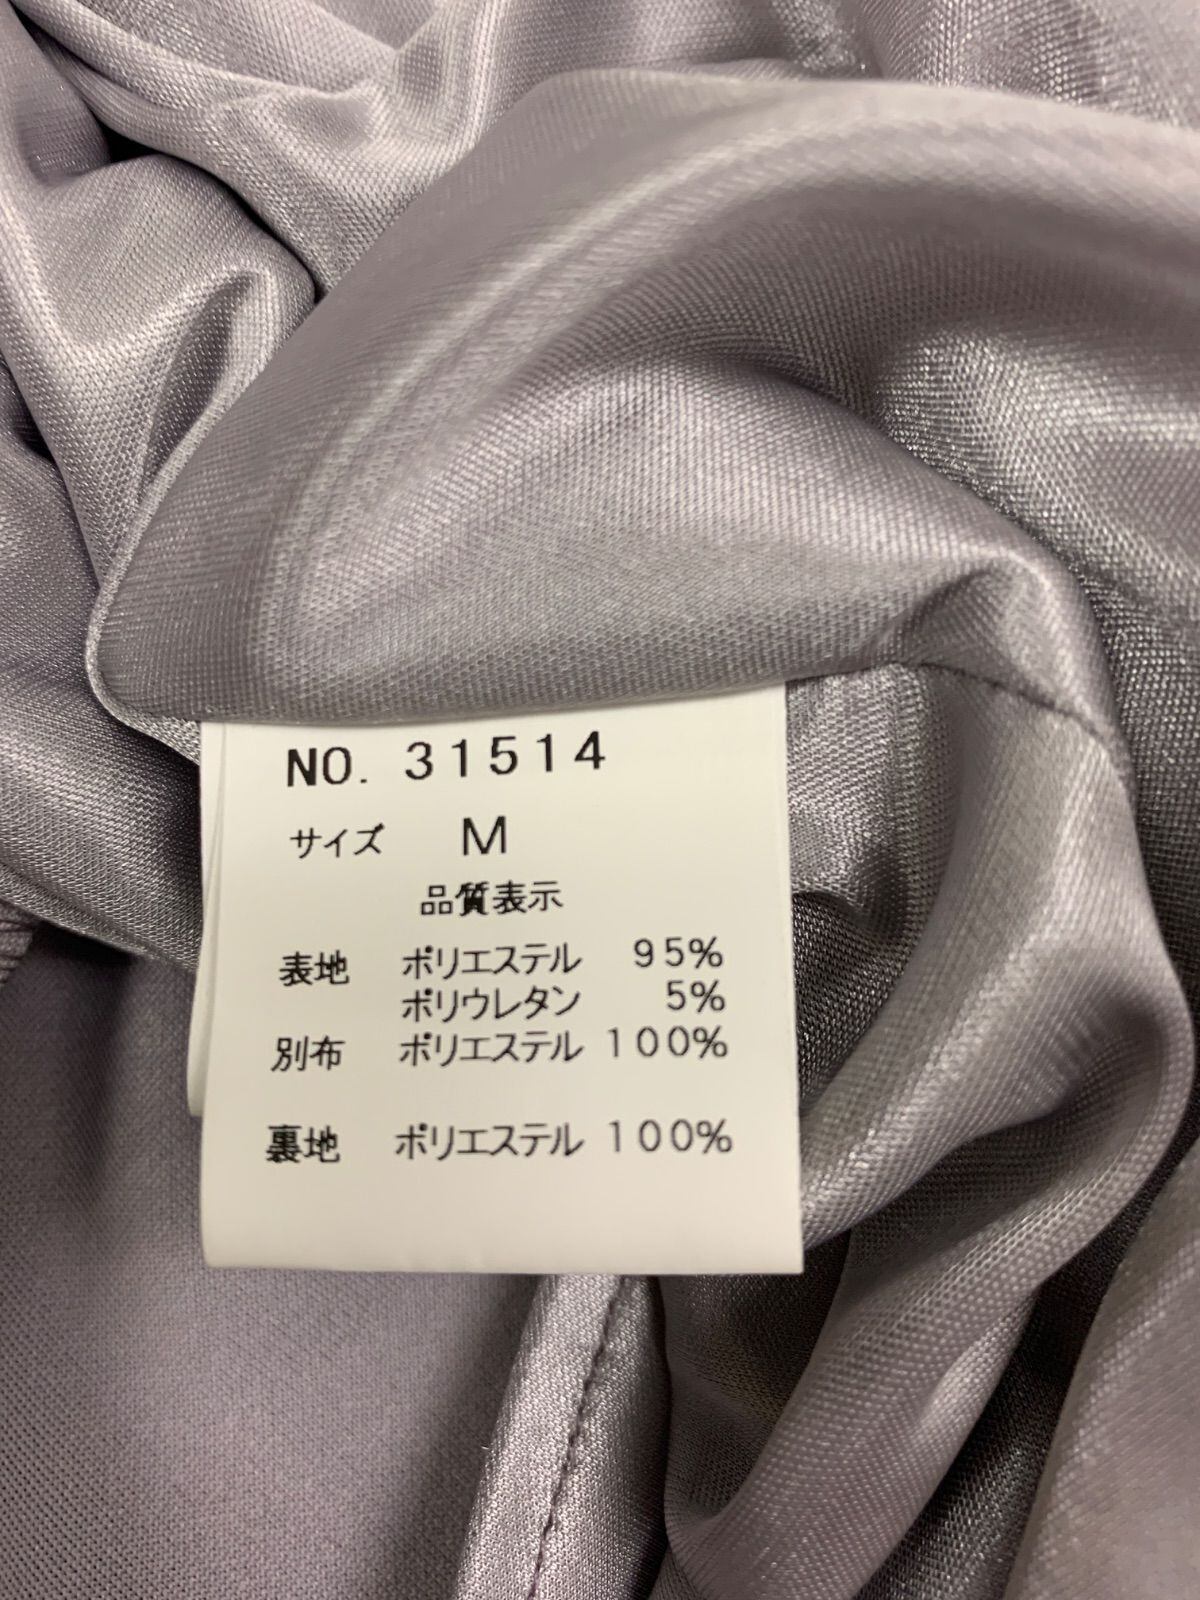 NO. 31514
サイズ M
品質表示
表地 ポリエステル 95%
ポリウレタン 5%
別布 ポリエステル 100%
裏地 ポリエステル 100%